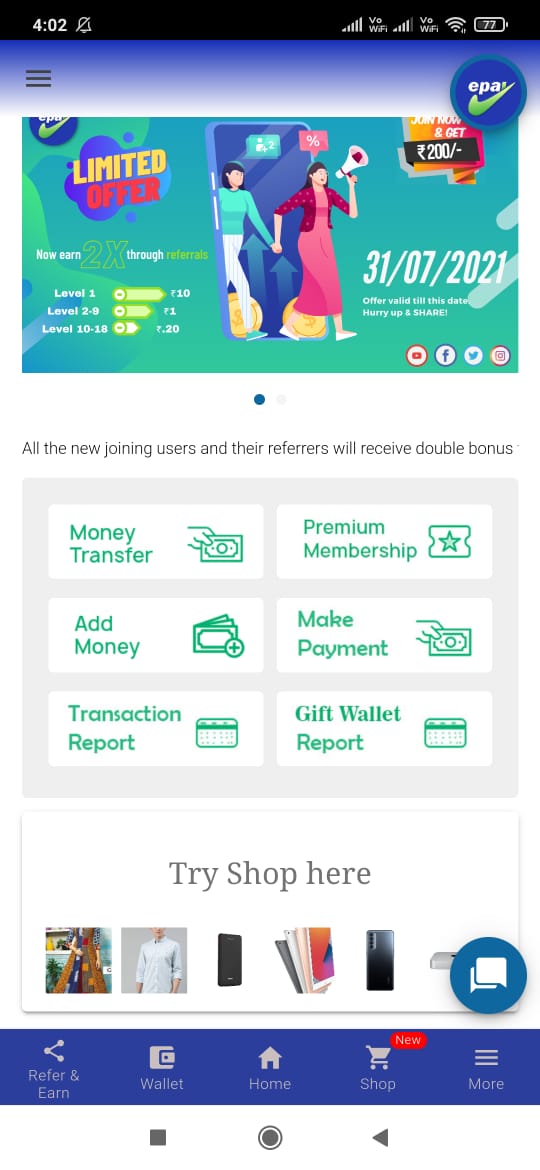 4:02
Vo
WiFi
Vo
WiFi
77
epay
epay
JOIN NOW
& GET
₹200/-
LIMITED
OFFER
%
2
Now earn 2X through referrals
31/07/2021
Level 1 ₹10
Level 2-9 ₹1
Level 10-18 ₹.20
Offer valid till this date.
Hurry up & SHARE!
All the new joining users and their referrers will receive double bonus
Money
Transfer
Premium
Membership
Add
Money
Make
Payment
Transaction
Report
Gift Wallet
Report
Try Shop here
New
Refer &
Earn
Wallet
Home
Shop
More